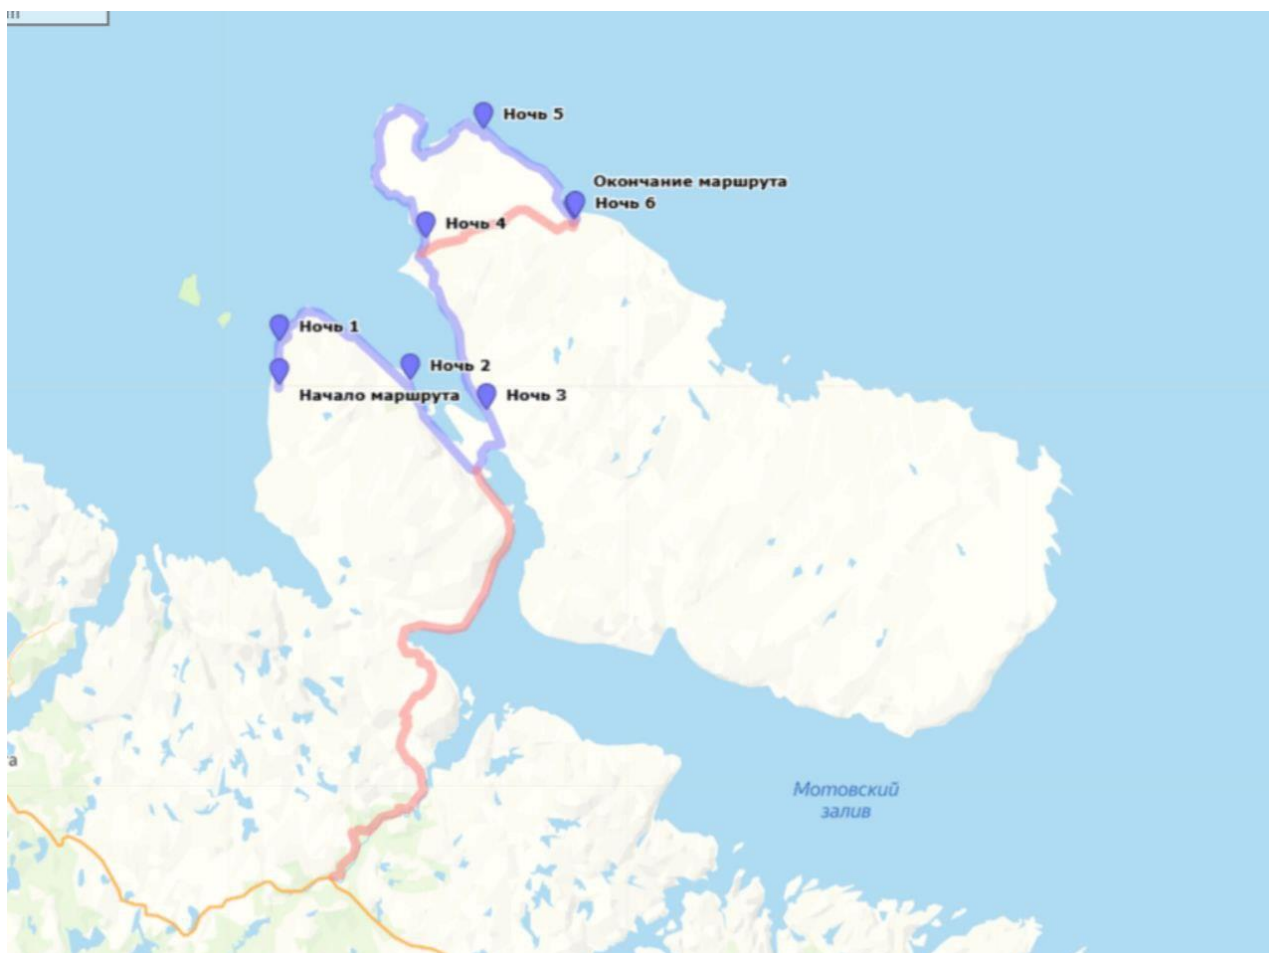 Ночь 5
Окончание маршрута
Ночь 6
Ночь 4
Ночь 1
Ночь 2
Начало маршрута
Ночь 3
а
Мотовский
залив